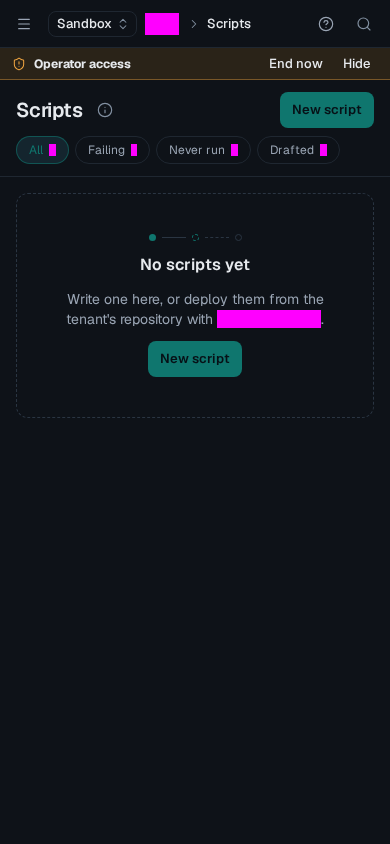 Sandbox
Scripts
Operator access
End now
Hide
Scripts
New script
All
Failing
Never run
Drafted
No scripts yet
Write one here, or deploy them from the
tenant's repository with .
New script